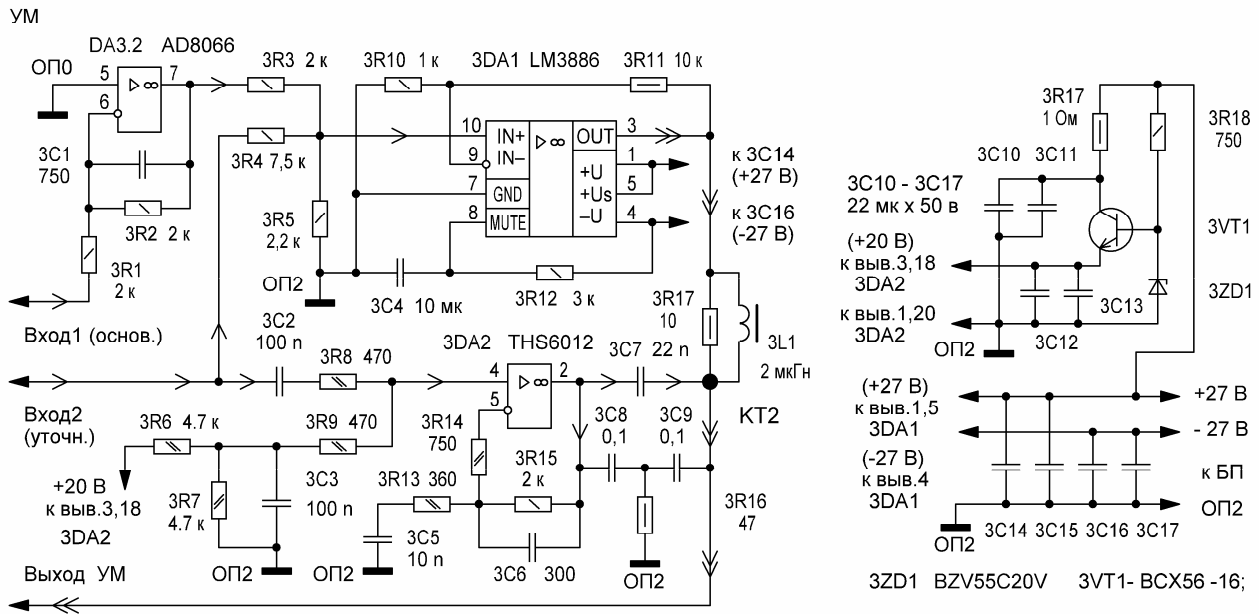 УМ
DA3.2 AD8066
ОП0
5
7
6
3C1
750
3R2 2 к
3R1
2 к
Вход1 (основ.)
3R3 2 к
3R4 7,5 к
3R5
2,2 к
ОП2
3R10 1 к
3DA1 LM3886
3R11 10 к
10
IN+
OUT
3
9
IN–
+U
1
7
GND
+Us
5
8
MUTE
–U
4
к 3C14
(+27 В)
к 3C16
(-27 В)
3C4 10 мк
3R12 3 к
3R17
10
3L1
2 мкГн
КТ2
3C2
100 n
3R8 470
Вход2
(уточн.)
3R6 4.7 к
3R9 470
+20 В
к выв.3,18
3DA2
3R7
4.7 к
3C3
100 n
ОП2
3DA2 THS6012
4
2
5
3C7
22 n
3R14
750
3C8
0,1
3C9
0,1
3R13 360
3R15
2 к
3R16
47
3C5
10 n
3C6 300
ОП2
ОП2
Выход УМ
3R17
1 Ом
3R18
750
3C10 3C11
3C10 - 3C17
22 мк x 50 в
3VT1
(+20 В)
к выв.3,18
3DA2
3C13
3ZD1
к выв.1,20
3DA2
ОП2
3C12
(+27 В)
к выв.1,5
3DA1
+27 В
- 27 В
(-27 В)
к выв.4
3DA1
к БП
ОП2
ОП2
3C14 3C15 3C16 3C17
3ZD1 BZV55C20V 3VT1- BCX56 -16;